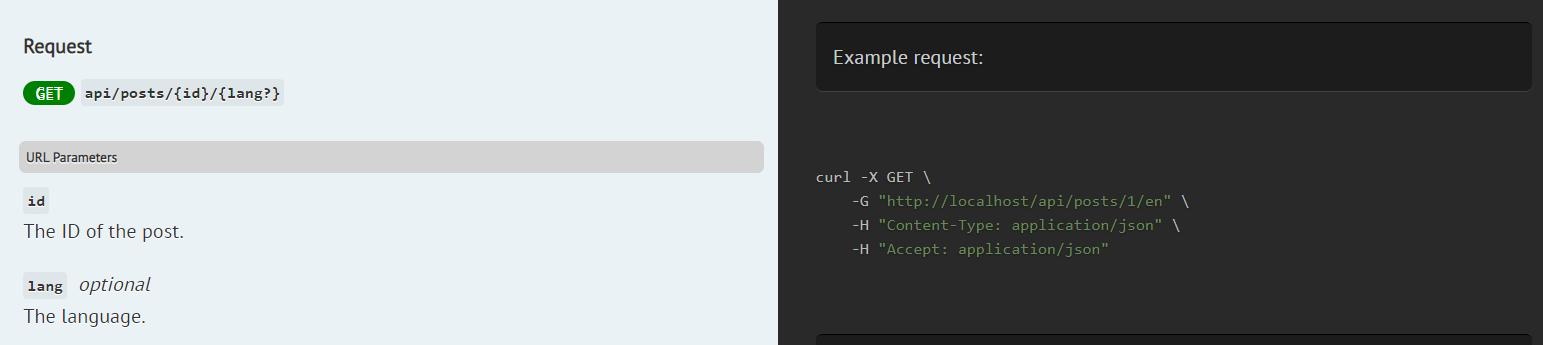 Request
GET api/posts/{id}/{lang?}
URL Parameters
id
The ID of the post.
lang optional
The language.
Example request:
curl -X GET \
    -G "http://localhost/api/posts/1/en" \
    -H "Content-Type: application/json" \
    -H "Accept: application/json"